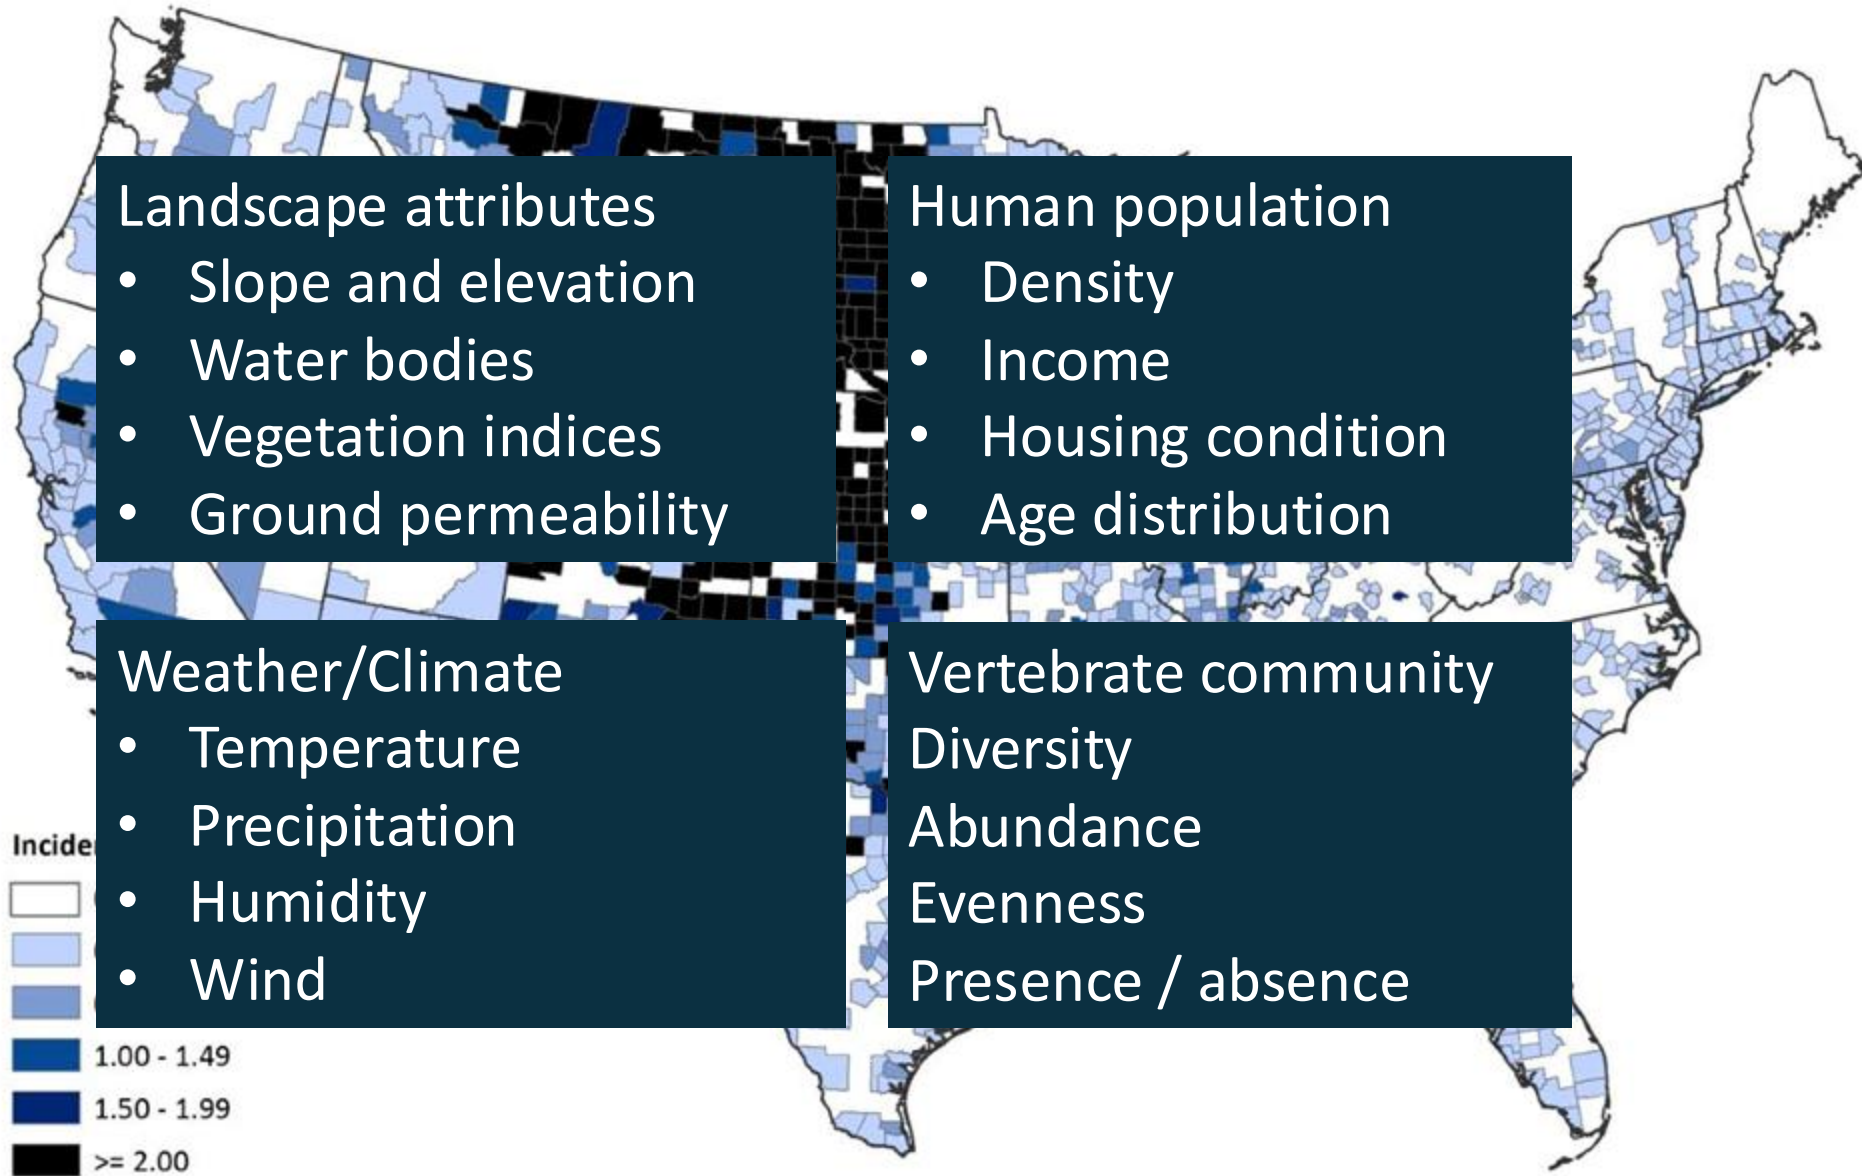 Landscape attributes
• Slope and elevation
• Water bodies
• Vegetation indices
• Ground permeability
Human population
• Density
• Income
• Housing condition
• Age distribution
Weather/Climate
• Temperature
• Precipitation
• Humidity
• Wind
Vertebrate community
Diversity
Abundance
Evenness
Presence / absence
1.00 - 1.49
1.50 - 1.99
>= 2.00